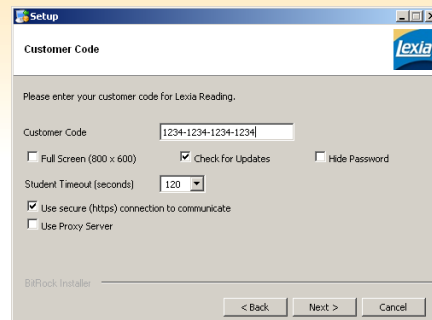 Setup
Customer Code
lexia
Please enter your customer code for Lexia Reading.
Customer Code 1234-1234-1234-1234
Full Screen (800 x 600) Check for Updates Hide Password
Student Timeout (seconds) 120
Use secure (https) connection to communicate
Use Proxy Server
BitRock Installer
< Back Next > Cancel